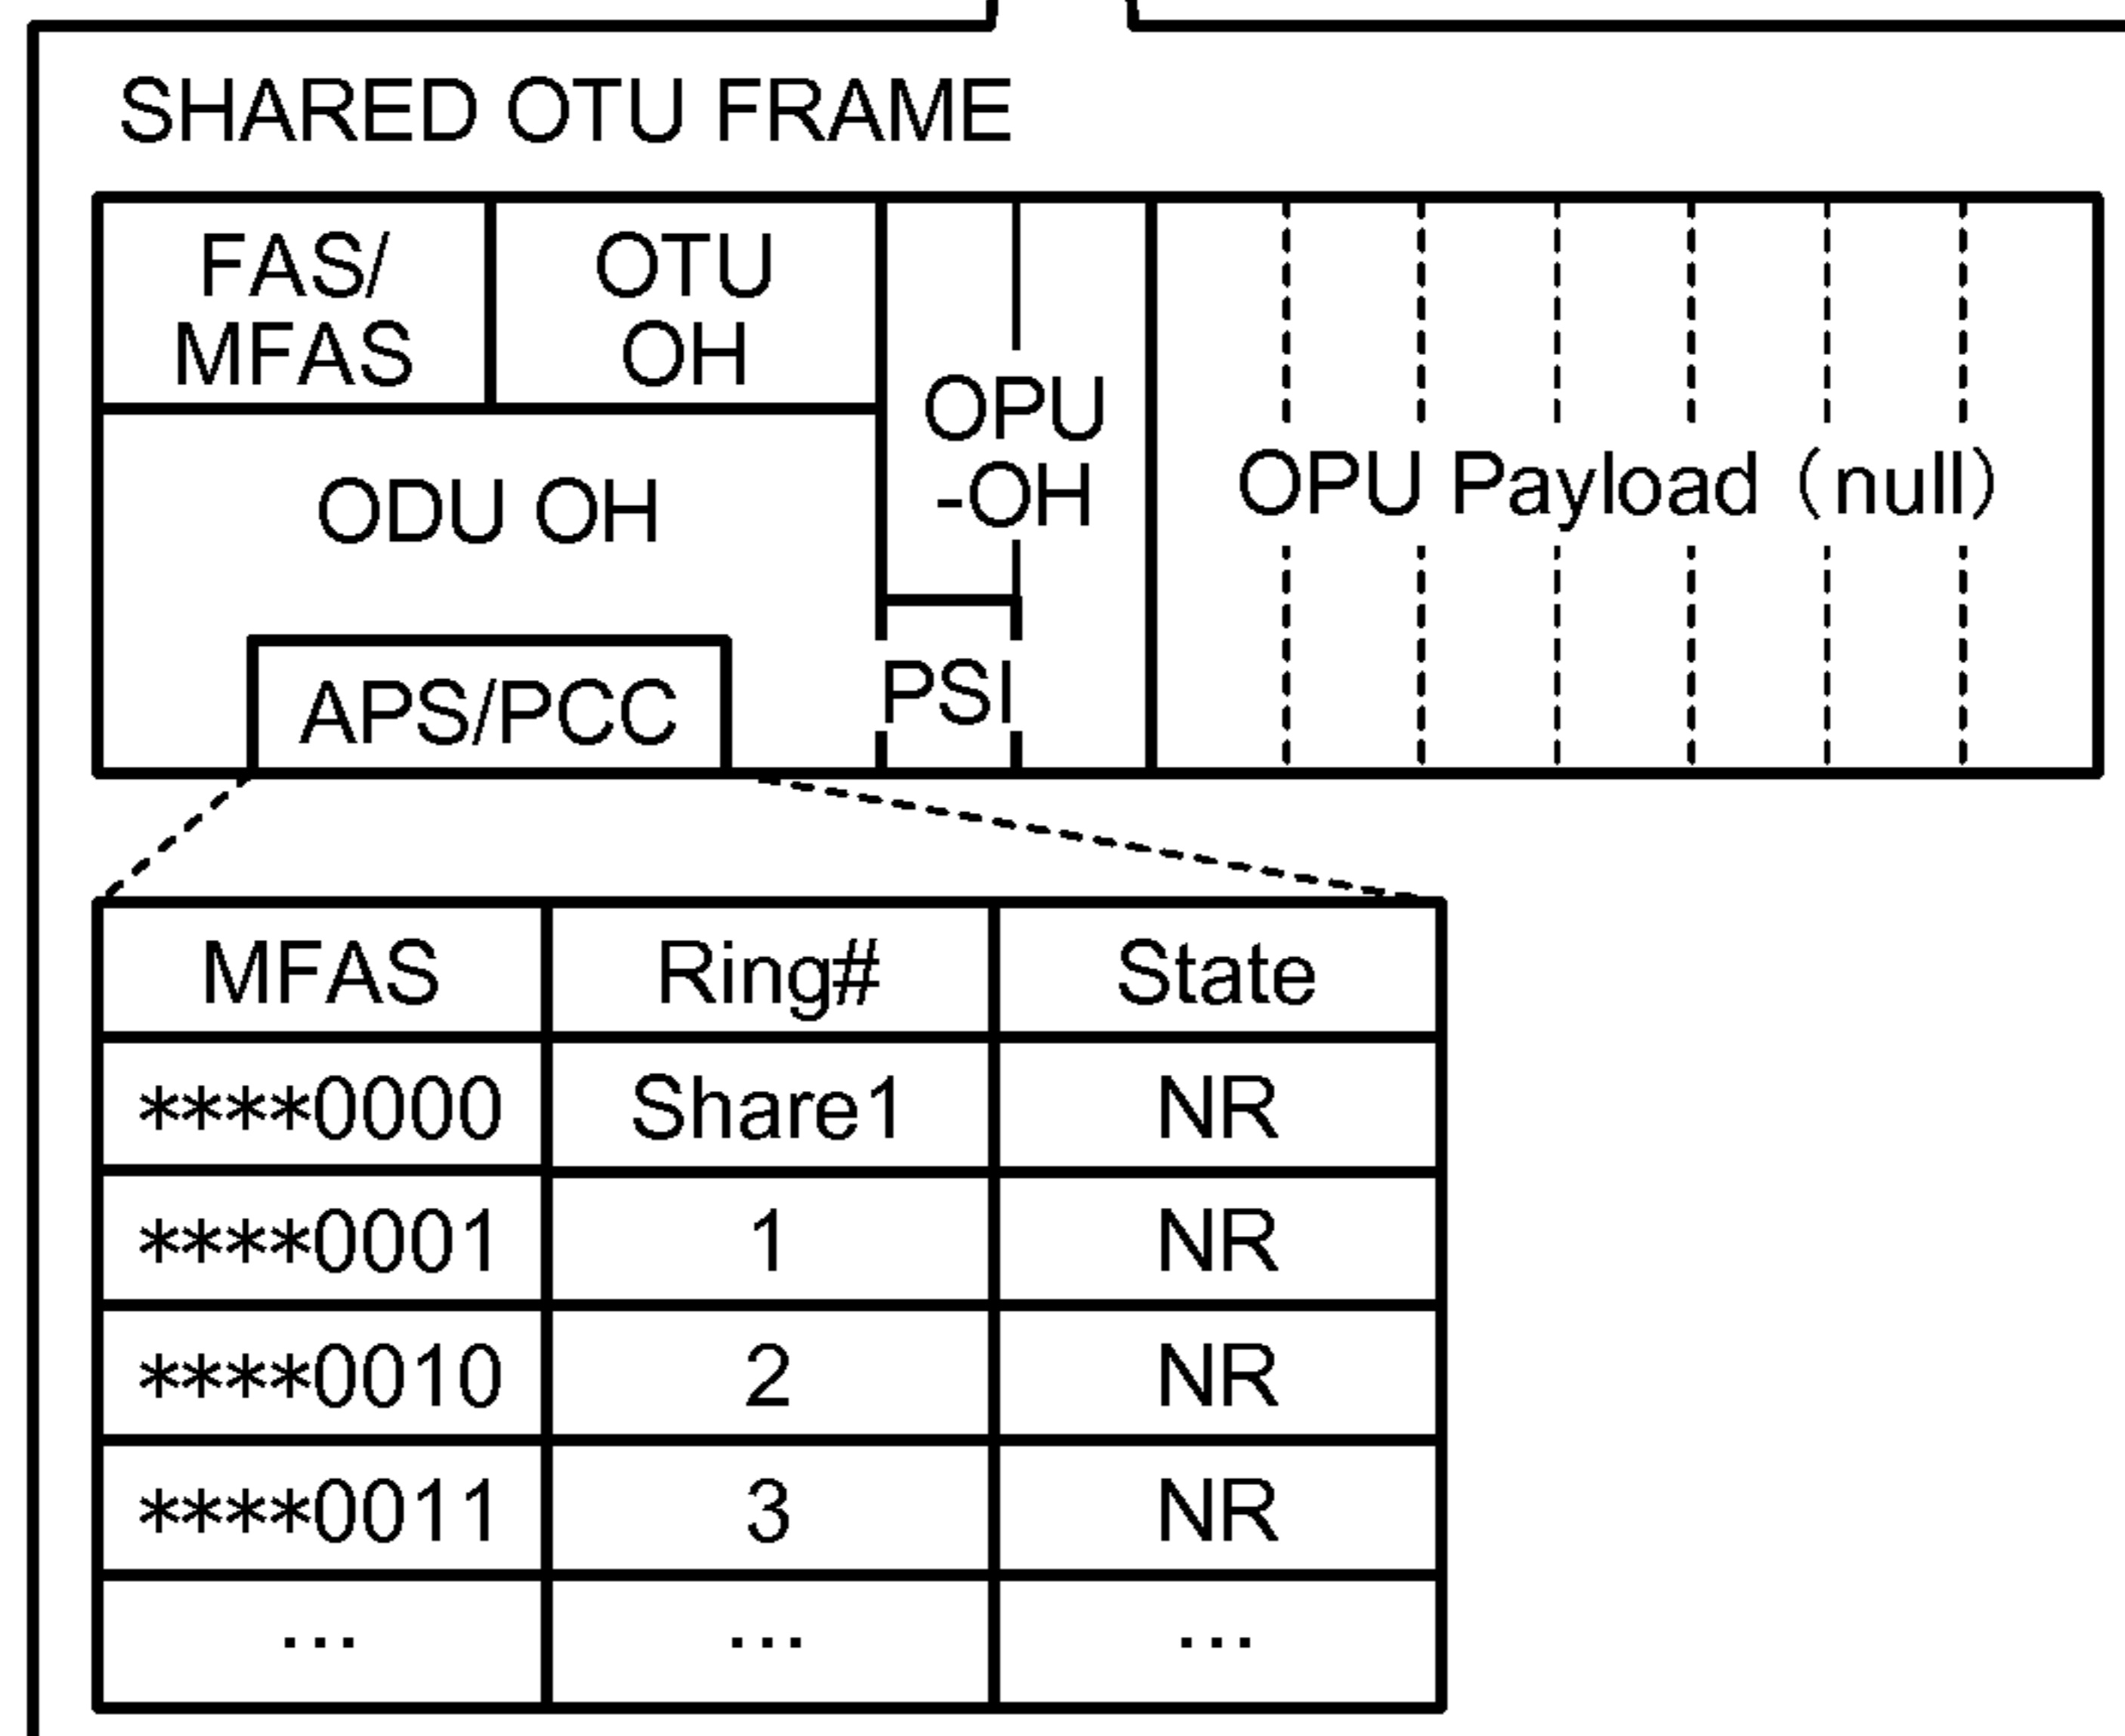 SHARED OTU FRAME
FAS/
MFAS
OTU
OH
OPU
-OH
ODU OH
OPU Payload (null)
APS/PCC
PSI
MFAS Ring# State
****0000 Share1 NR
****0001 1 NR
****0010 2 NR
****0011 3 NR
... ... ...